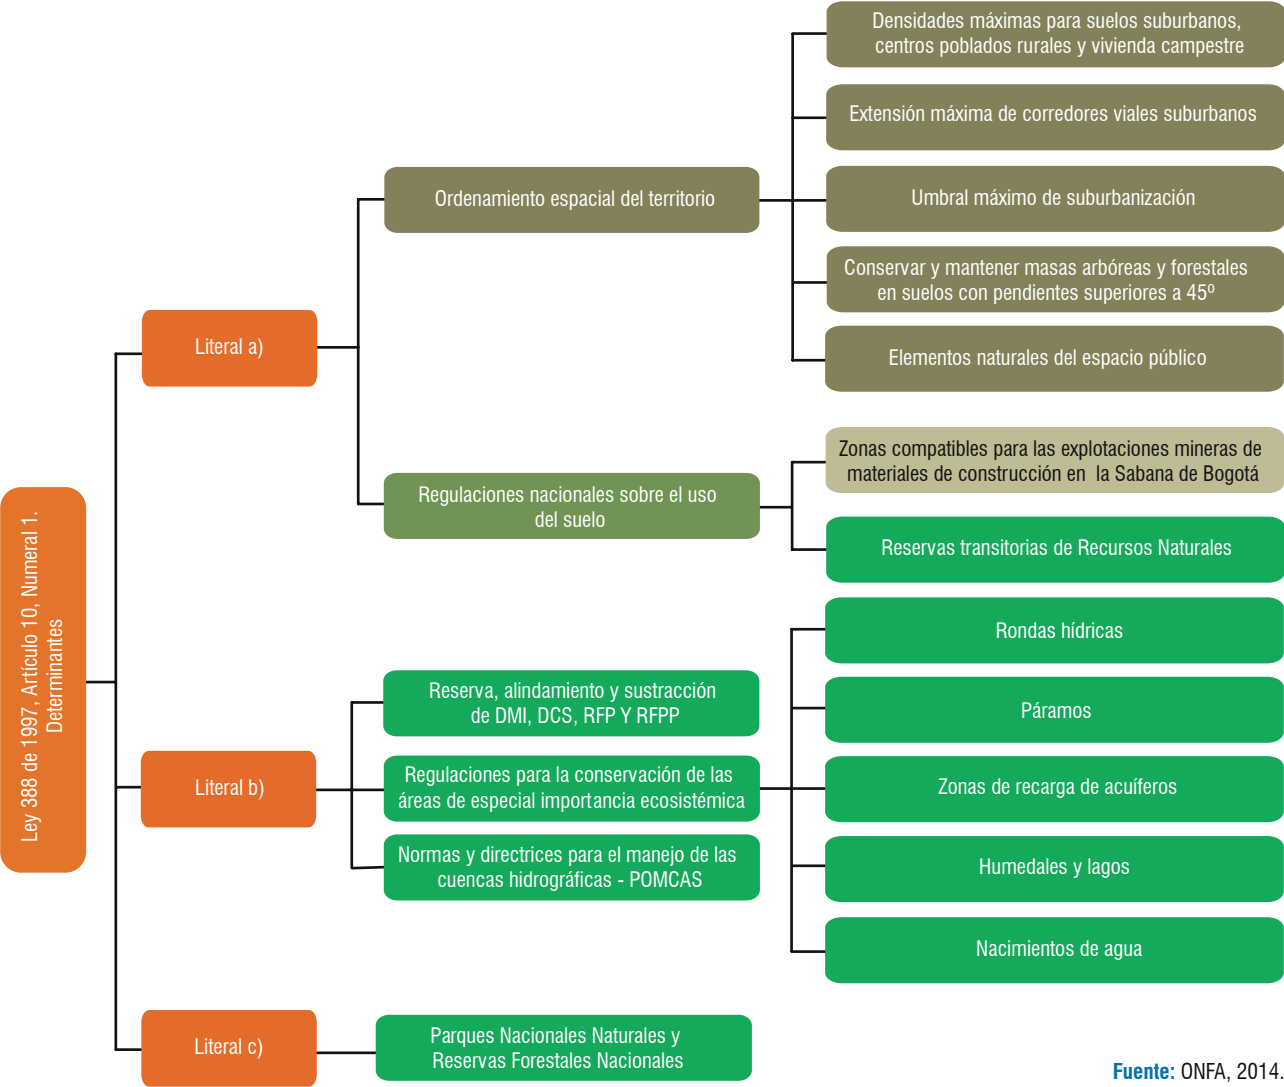 Ley 388 de 1997, Artículo 10, Numeral 1.
Determinantes
Literal a)
Ordenamiento espacial del territorio
Densidades máximas para suelos suburbanos,
centros poblados rurales y vivienda campestre
Extensión máxima de corredores viales suburbanos
Umbral máximo de suburbanización
Conservar y mantener masas arbóreas y forestales
en suelos con pendientes superiores a 45º
Elementos naturales del espacio público
Regulaciones nacionales sobre el uso
del suelo
Zonas compatibles para las explotaciones mineras de
materiales de construcción en la Sabana de Bogotá
Reservas transitorias de Recursos Naturales
Literal b)
Reserva, alindamiento y sustracción
de DMI, DCS, RFP Y RFPP
Regulaciones para la conservación de las
áreas de especial importancia ecosistémica
Rondas hídricas
Páramos
Zonas de recarga de acuíferos
Humedales y lagos
Nacimientos de agua
Normas y directrices para el manejo de las
cuencas hidrográficas - POMCAS
Literal c)
Parques Nacionales Naturales y
Reservas Forestales Nacionales
Fuente: ONFA, 2014.